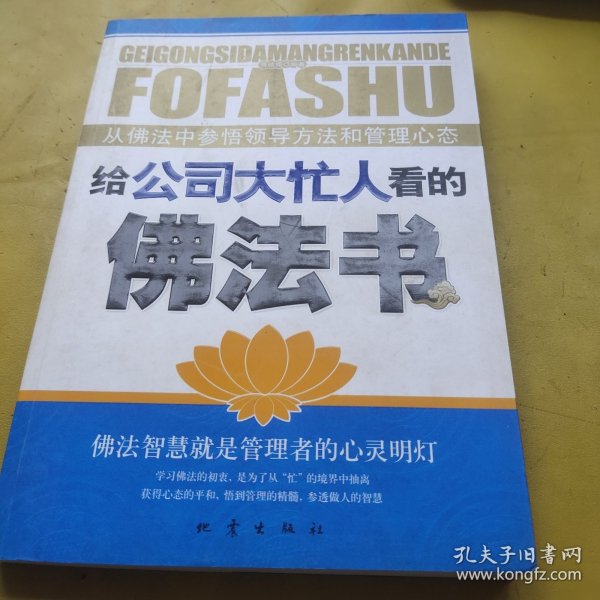 GEIGONGSIDAMANGRENKANDE
FOFASHU
从佛法中参悟领导方法和管理心态
给公司大忙人看的
佛法书
佛法智慧就是管理者的心灵明灯
学习佛法的初衷，是为了从“忙”的境界中抽离
获得心态的平和、悟到管理的精髓，参透做人的智慧
地震出版社
孔夫子旧书网
www.kongfz.com